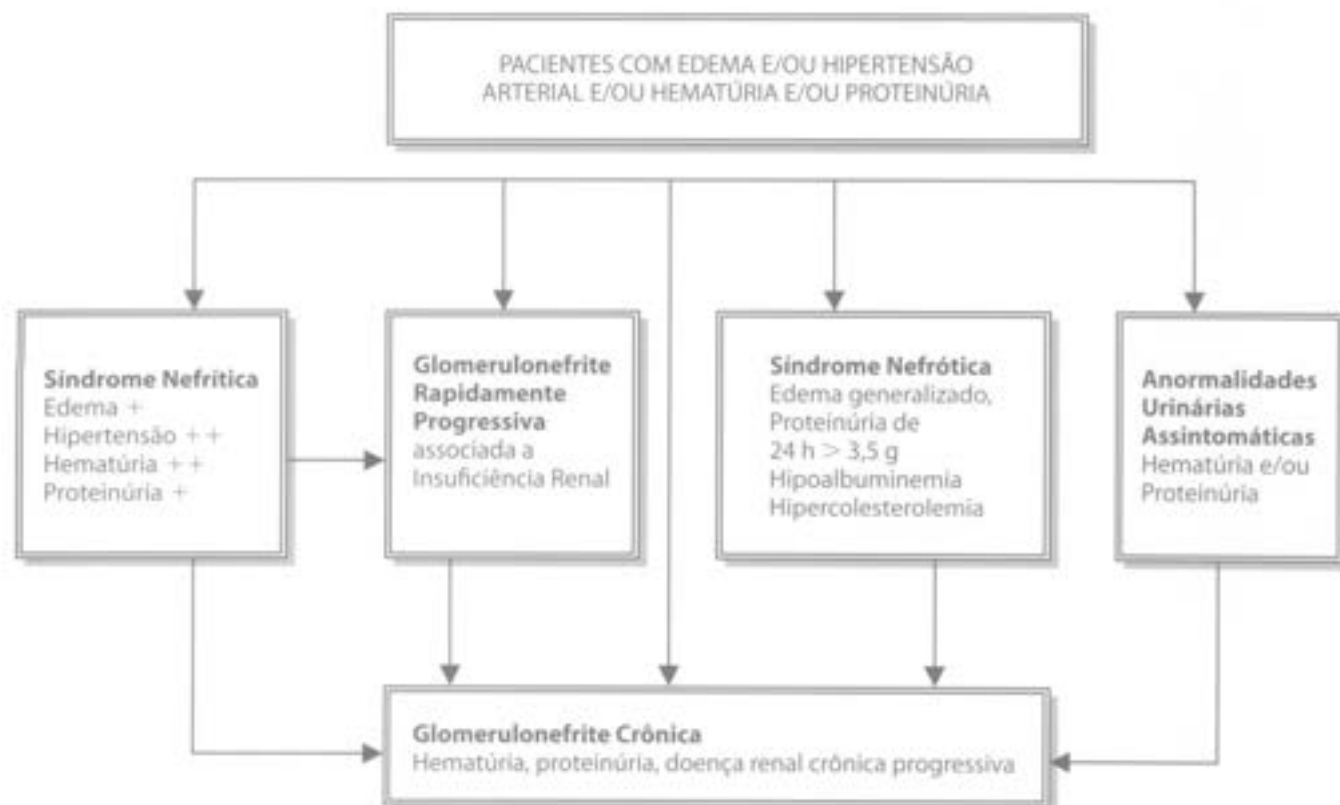 PACIENTES COM EDEMA E/OU HIPERTENSÃO
ARTERIAL E/OU HEMATÚRIA E/OU PROTEINÚRIA
Síndrome Nefrítica
Edema +
Hipertensão ++
Hematúria ++
Proteinúria +
Glomerulonefrite
Rapidamente
Progressiva
associada a
Insuficiência Renal
Síndrome Nefrótica
Edema generalizado,
Proteinúria de
24 h > 3,5 g
Hipoalbuminemia
Hipercolesterolemia
Anormalidades
Urinárias
Assintomáticas
Hematúria e/ou
Proteinúria
Glomerulonefrite Crônica
Hematúria, proteinúria, doença renal crônica progressiva